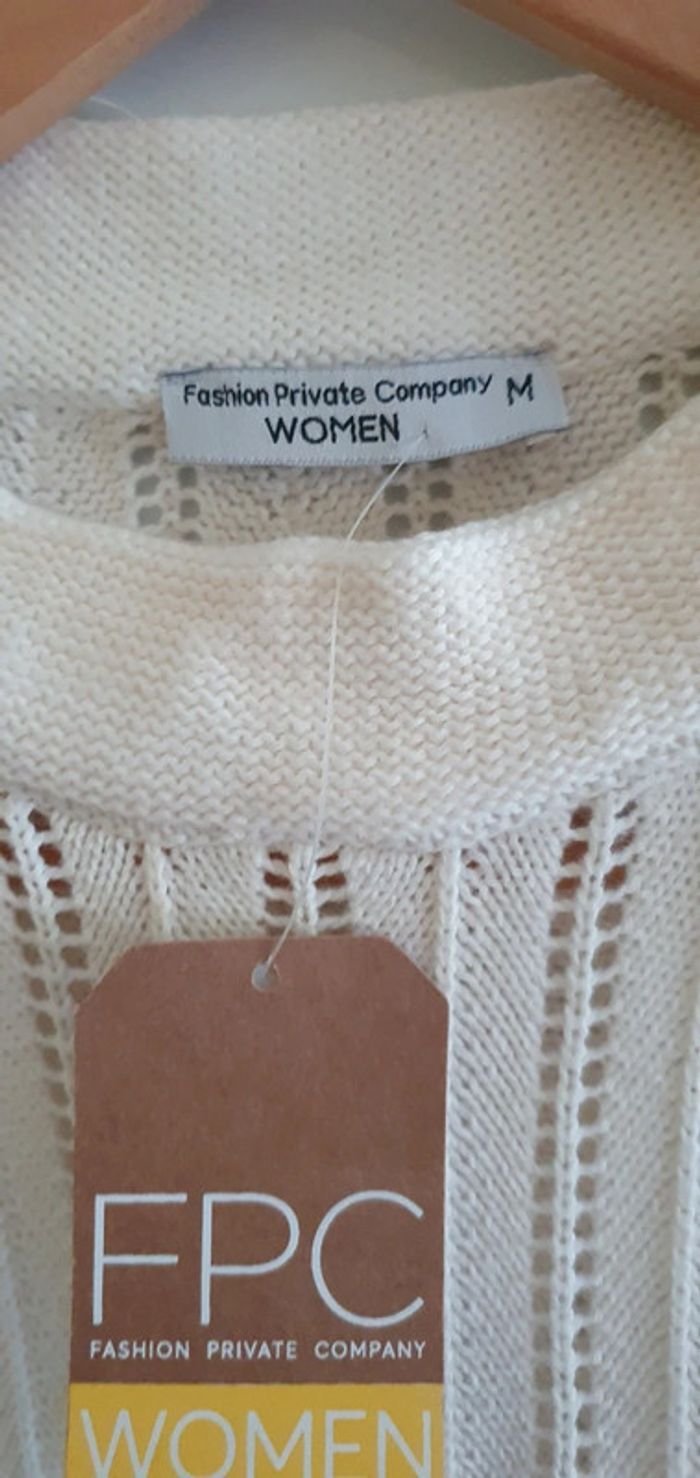 Fashion Private Company M
WOMEN
FPC
FASHION PRIVATE COMPANY
WOMEN